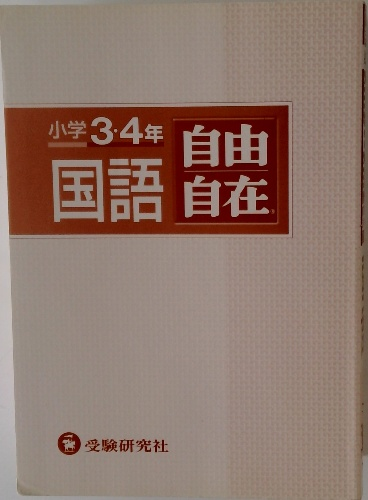 小学3・4年
国語
自由
自在
受験研究社